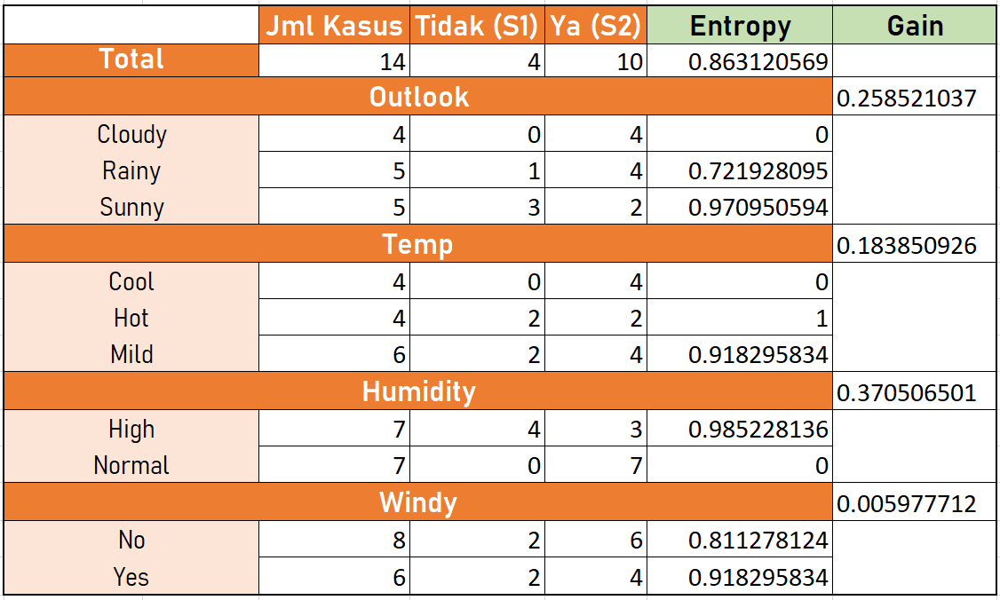 Jml Kasus Tidak (S1) Ya (S2) Entropy Gain
Total 14 4 10 0.863120569
Outlook 0.258521037
Cloudy 4 0 4 0
Rainy 5 1 4 0.721928095
Sunny 5 3 2 0.970950594
Temp 0.183850926
Cool 4 0 4 0
Hot 4 2 2 1
Mild 6 2 4 0.918295834
Humidity 0.370506501
High 7 4 3 0.985228136
Normal 7 0 7 0
Windy 0.005977712
No 8 2 6 0.811278124
Yes 6 2 4 0.918295834